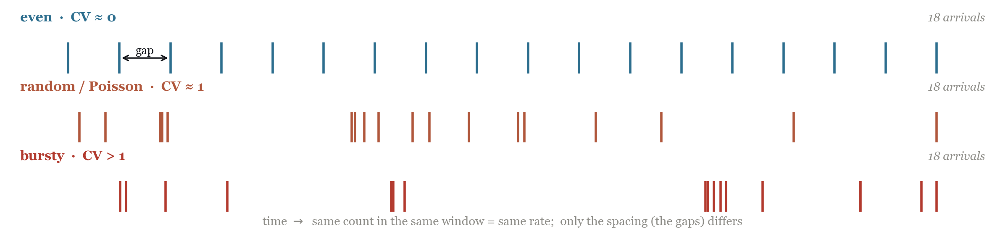 even · CV ≈ 0
18 arrivals
gap
random / Poisson · CV ≈ 1
18 arrivals
bursty · CV > 1
18 arrivals
time → same count in the same window = same rate; only the spacing (the gaps) differs